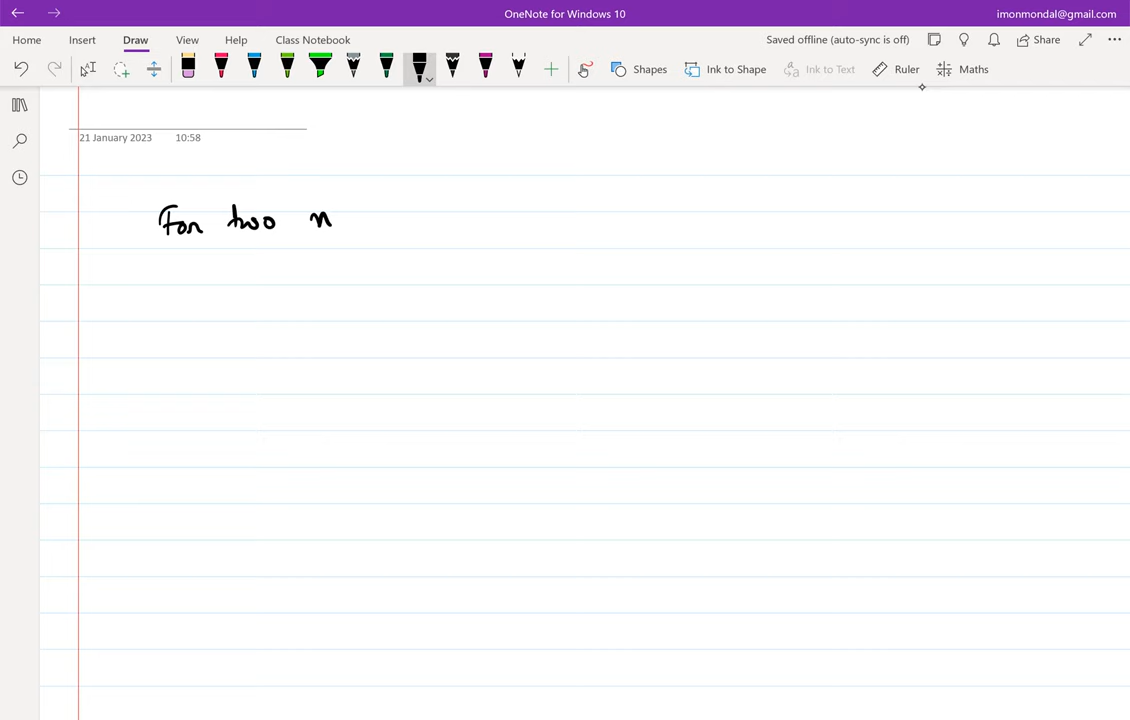 OneNote for Windows 10
imonmondal@gmail.com
Home Insert Draw View Help Class Notebook
Saved offline (auto-sync is off) Share
Shapes Ink to Shape Ink to Text Ruler Maths
21 January 2023 10:58
For two n